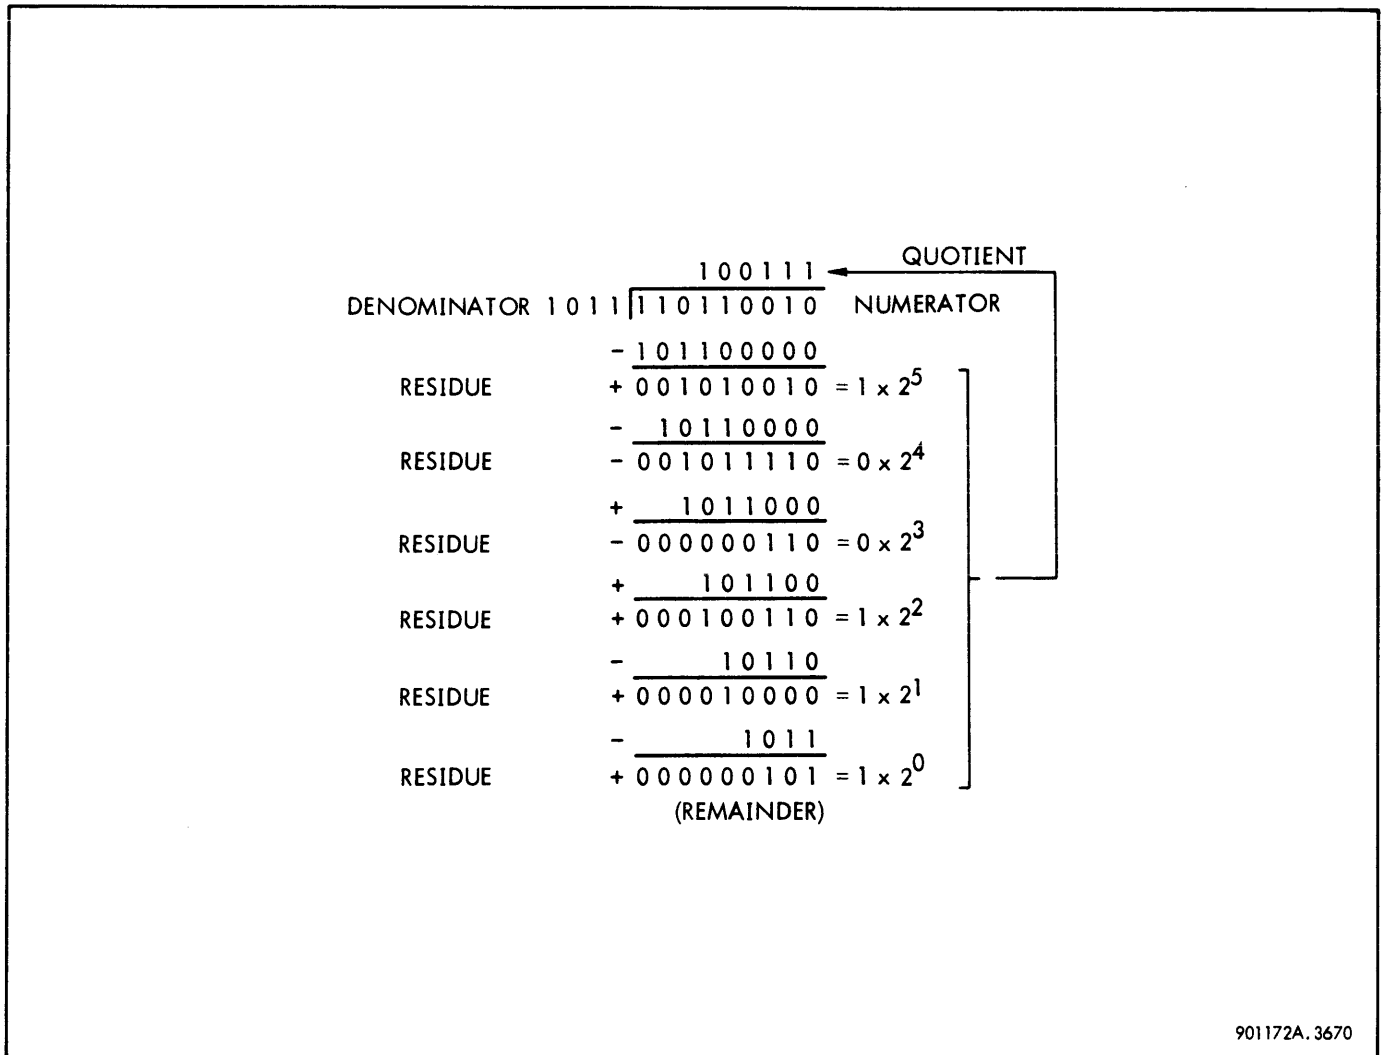 QUOTIENT
100111
DENOMINATOR 1011 110110010 NUMERATOR
- 101100000
RESIDUE + 001010010 = 1 x 2^5
- 10110000
RESIDUE - 001011110 = 0 x 2^4
+ 1011000
RESIDUE - 000000110 = 0 x 2^3
+ 101100
RESIDUE + 000100110 = 1 x 2^2
- 10110
RESIDUE + 000010000 = 1 x 2^1
- 1011
RESIDUE + 000000101 = 1 x 2^0
(REMAINDER)
901172A.3670